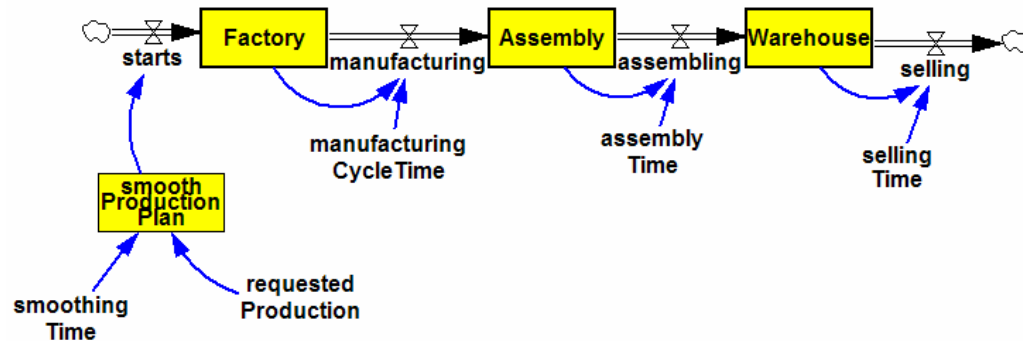 Factory
Assembly
Warehouse
starts
manufacturing
assembling
selling
manufacturing
CycleTime
assembly
Time
selling
Time
smooth
Production
Plan
smoothing
Time
requested
Production